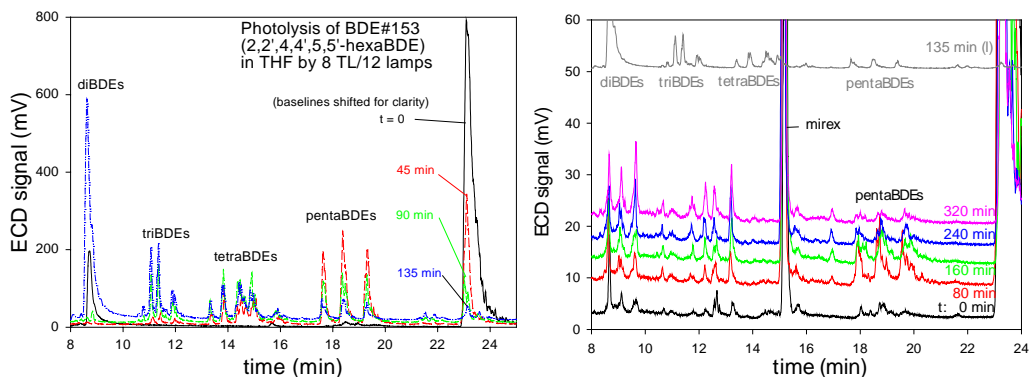 800
600
400
200
0
ECD signal (mV)
8 10 12 14 16 18 20 22 24
time (min)
Photolysis of BDE#153
(2,2',4,4',5,5'-hexaBDE)
in THF by 8 TL/12 lamps
(baselines shifted for clarity)
t = 0
45 min
90 min
135 min
diBDEs
triBDEs
tetraBDEs
pentaBDEs
60
50
40
30
20
10
0
ECD signal (mV)
8 10 12 14 16 18 20 22 24
time (min)
135 min (l)
diBDEs triBDEs tetraBDEs pentaBDEs
mirex
pentaBDEs
320 min
240 min
160 min
80 min
t: 0 min